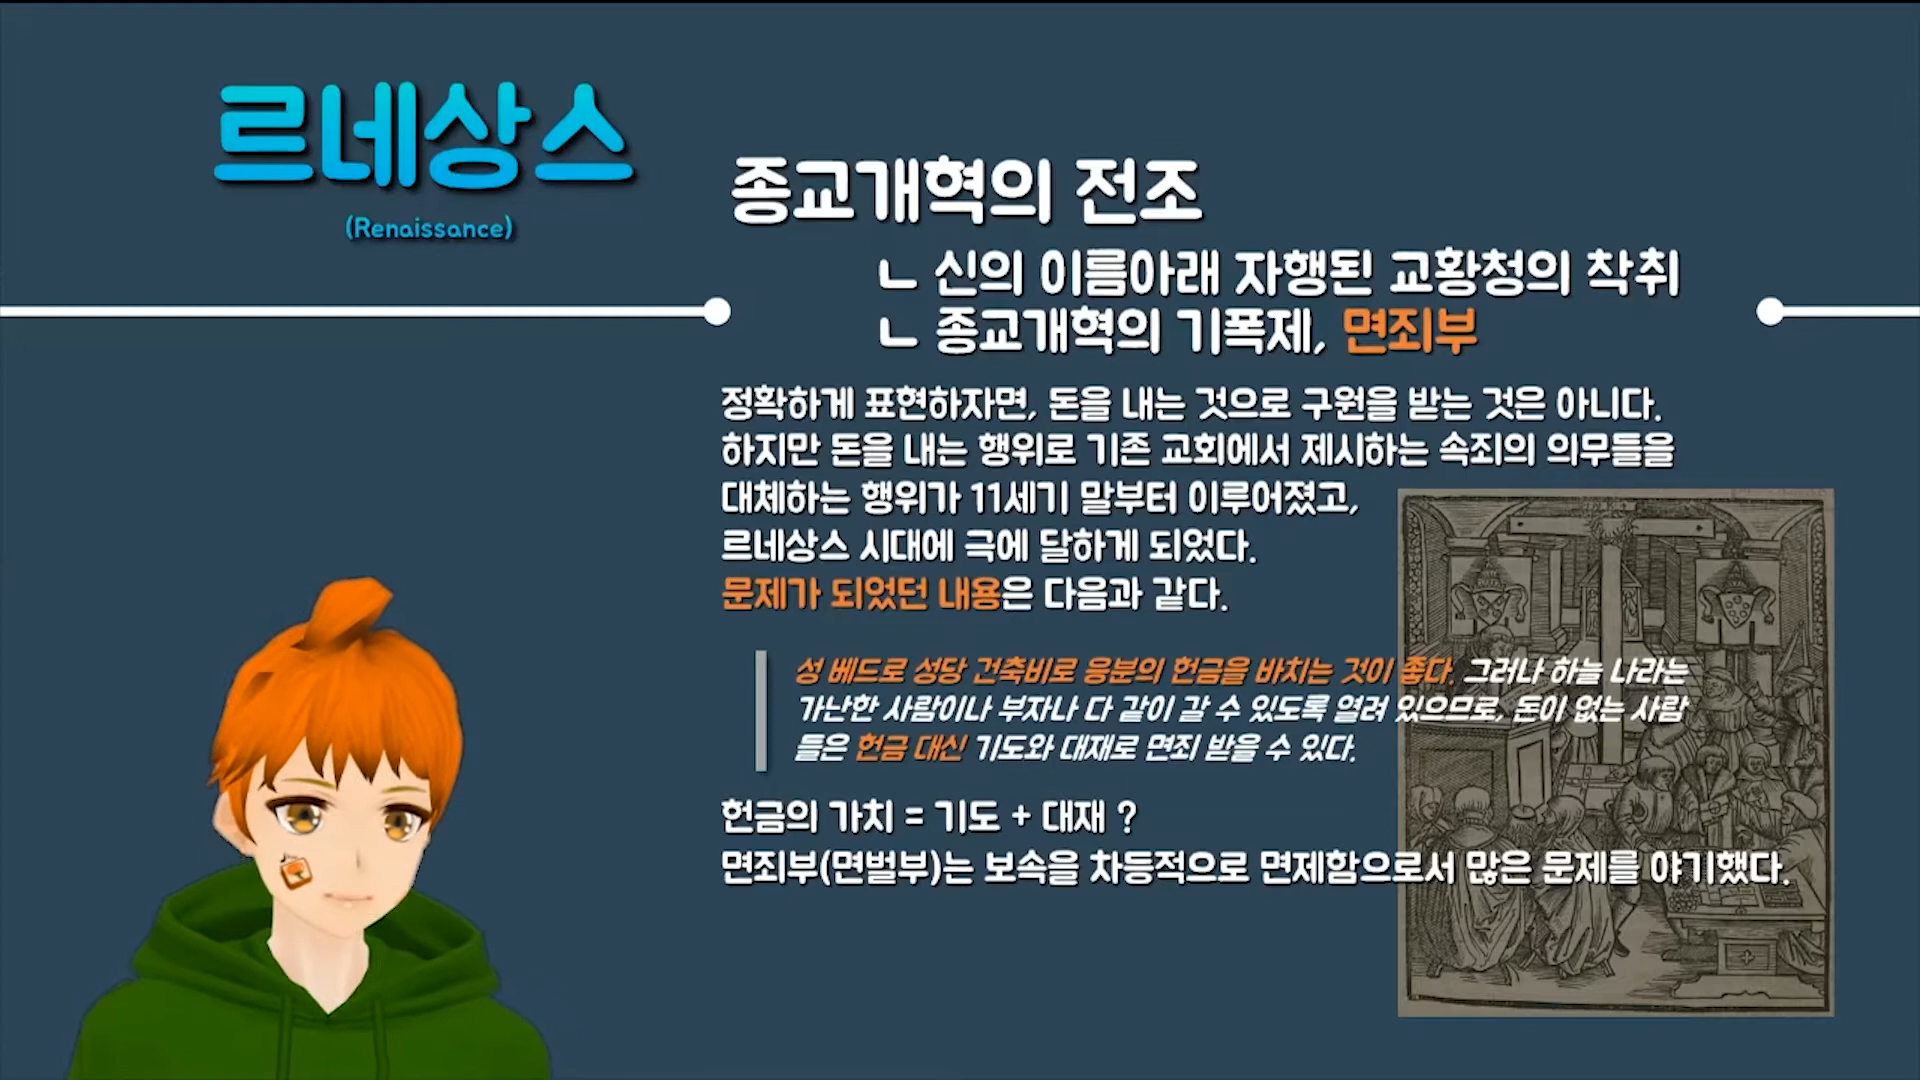 르네상스
(Renaissance)
종교개혁의 전조
ㄴ 신의 이름아래 자행된 교황청의 착취
ㄴ 종교개혁의 기폭제, 면죄부
정확하게 표현하자면, 돈을 내는 것으로 구원을 받는 것은 아니다.
하지만 돈을 내는 행위로 기존 교회에서 제시하는 속죄의 의무들을
대체하는 행위가 11세기 말부터 이루어졌고,
르네상스 시대에 극에 달하게 되었다.
문제가 되었던 내용은 다음과 같다.
성 베드로 성당 건축비로 응분의 헌금을 바치는 것이 좋다. 그러나 하늘 나라는
가난한 사람이나 부자나 다 같이 갈 수 있도록 열려 있으므로, 돈이 없는 사람
들은 헌금 대신 기도와 대재로 면죄 받을 수 있다.
헌금의 가치 = 기도 + 대재 ?
면죄부(면벌부)는 보속을 차등적으로 면제함으로서 많은 문제를 야기했다.